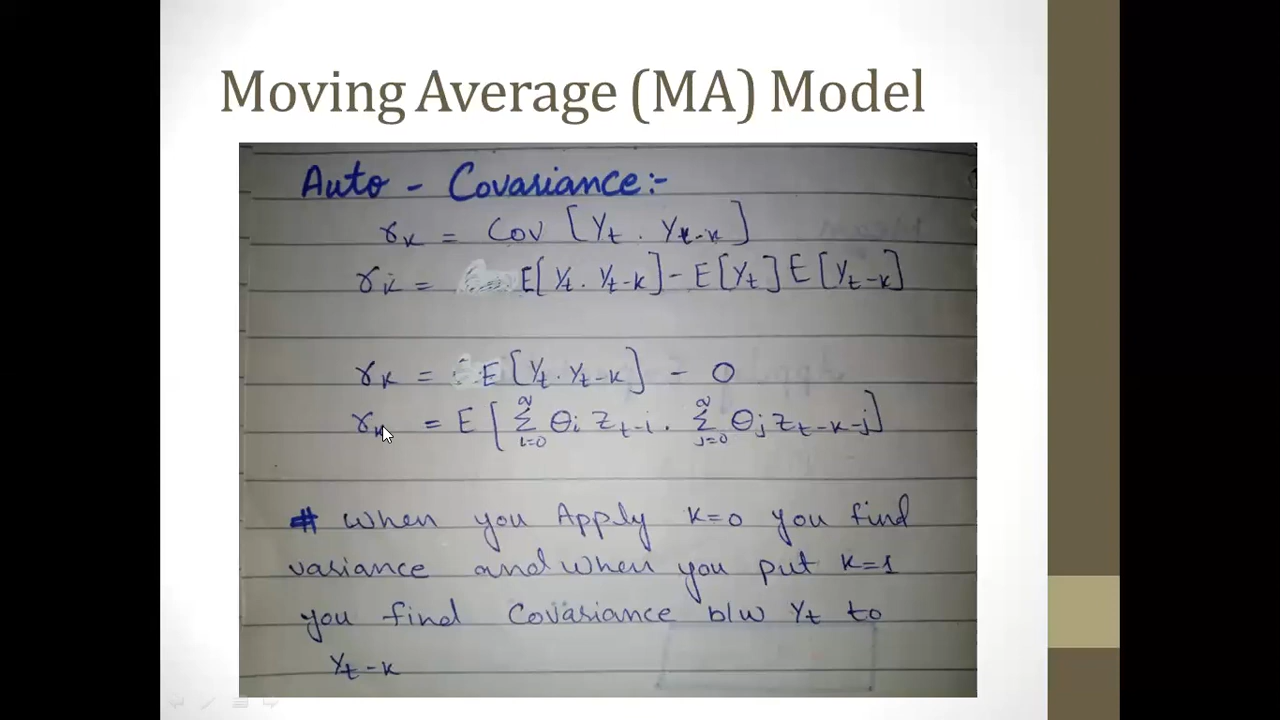 Moving Average (MA) Model
Auto - Covariance:-
γk = Cov [Yt . Yt-k]
γk = E[Yt . Yt-k] - E[Yt] E[Yt-k]
γk = E[Yt . Yt-k] - 0
γk = E[∑_{i=0}^{∞} θi Zt-i . ∑_{j=0}^{∞} θj Zt-k-j]
# when you Apply k=0 you find
variance and when you put k=1
you find Covariance b/w Yt to
Yt-k